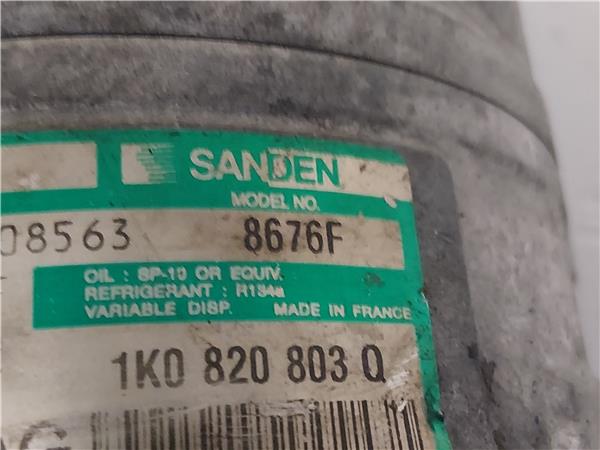 SANDEN
MODEL NO.
08563 8676F
OIL : SP-10 OR EQUIV.
REFRIGERANT : R134a
VARIABLE DISP. MADE IN FRANCE
1K0 820 803 Q
AG